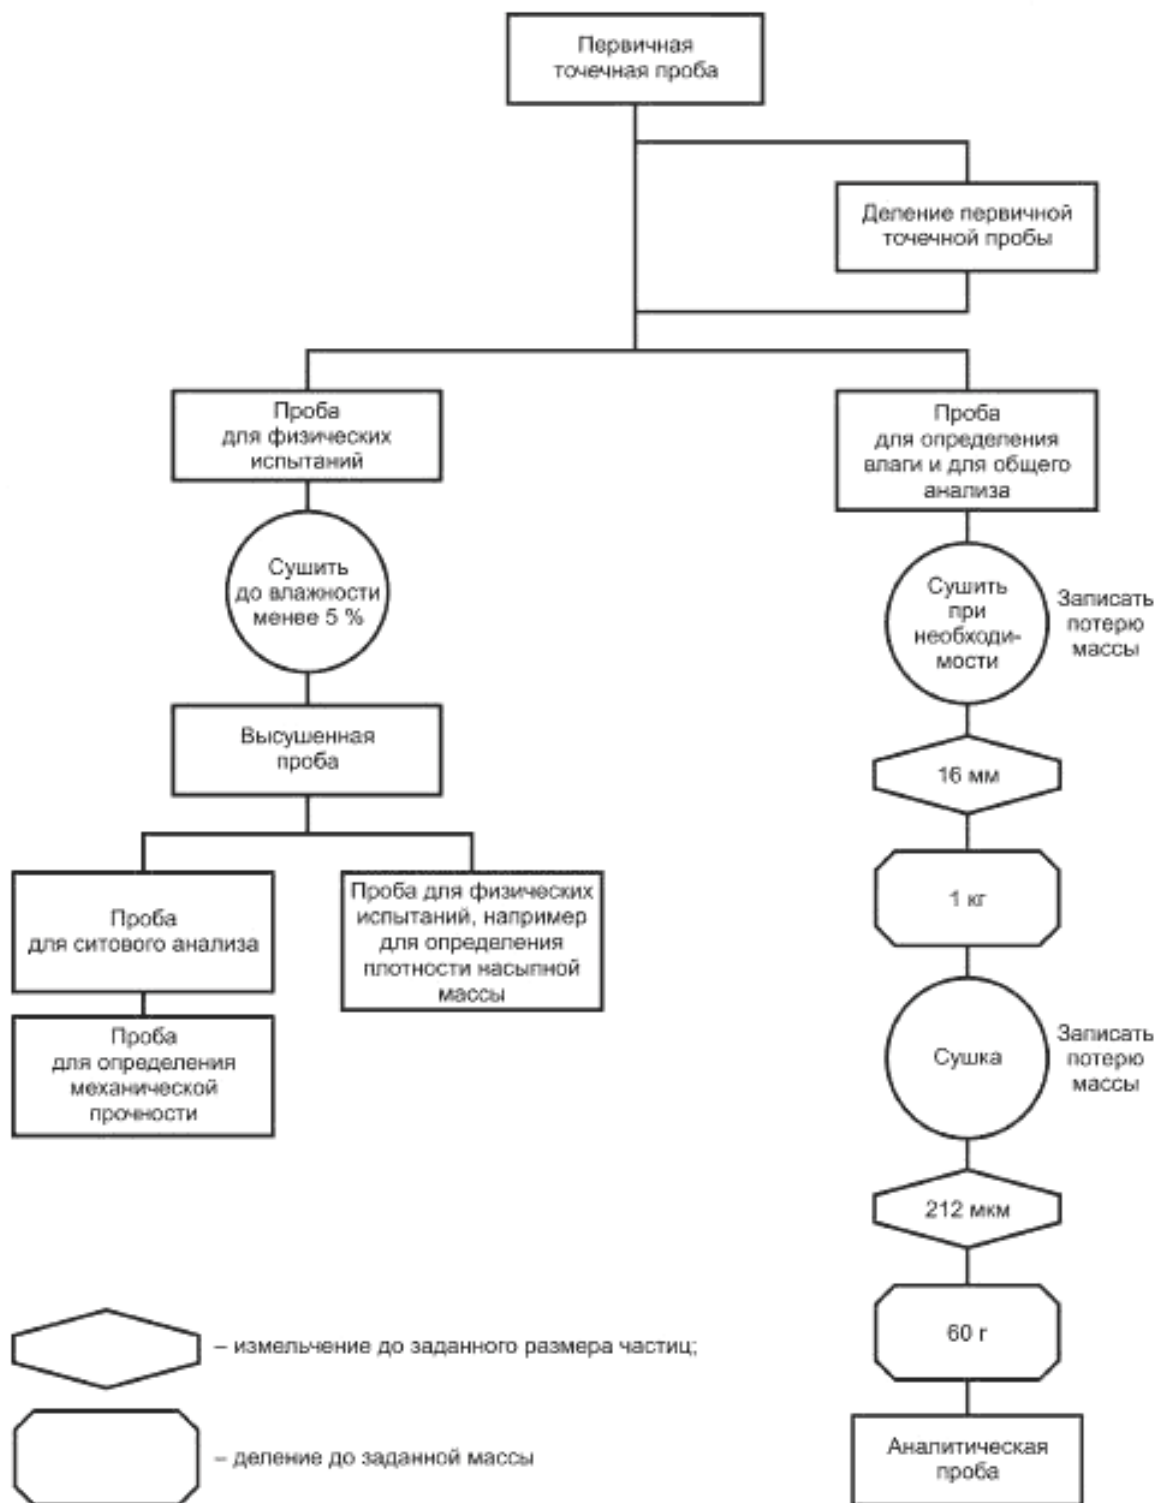 Первичная
точечная проба
Деление первичной
точечной пробы
Проба
для физических
испытаний
Проба
для определения
влаги и для общего
анализа
Сушить
до влажности
менее 5 %
Сушить
при
необходи-
мости
Записать
потерю
массы
Высушенная
проба
16 мм
1 кг
Проба
для ситового анализа
Проба для физических
испытаний, например
для определения
плотности насыпной
массы
Проба
для определения
механической
прочности
Сушка
Записать
потерю
массы
212 мкм
60 г
Аналитическая
проба
– измельчение до заданного размера частиц;
– деление до заданной массы